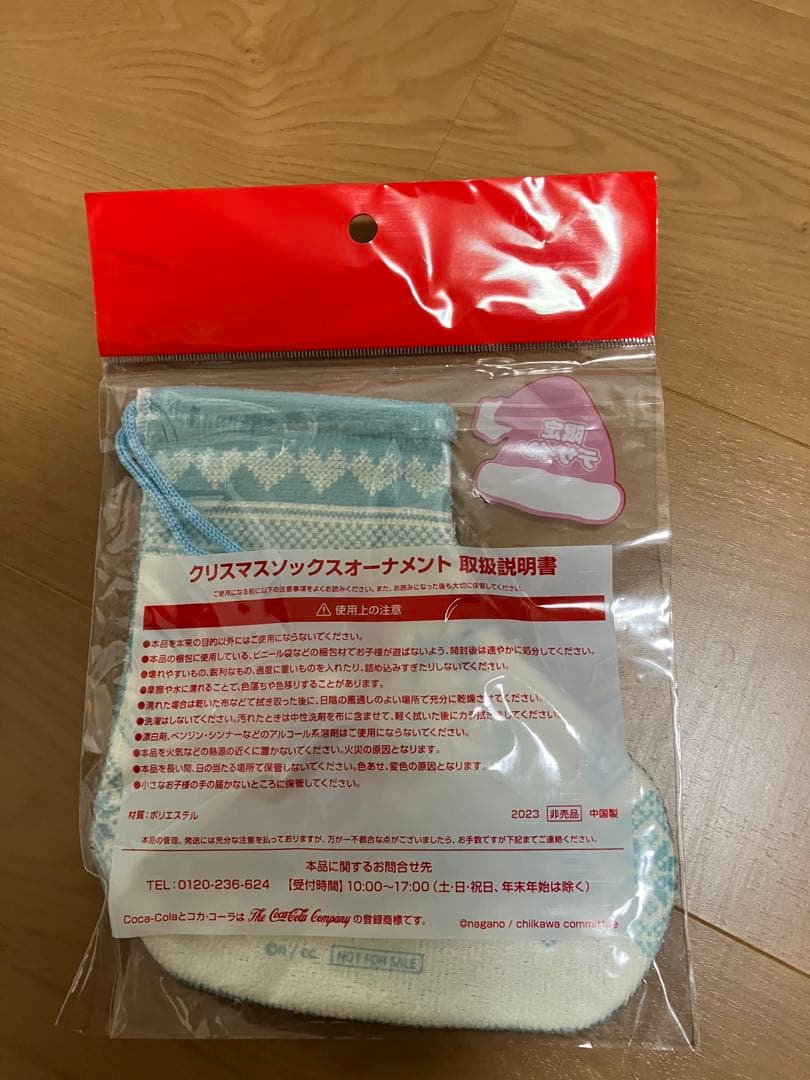 限定
デザイン
クリスマスソックスオーナメント 取扱説明書
ご使用になる前に以下の注意事項をよくお読みください。また、お読みになった後も大切に保管してください。
⚠ 使用上の注意
●本品を本来の目的以外にはご使用にならないでください。
●本品の梱包に使用している、ビニール袋などの梱包材でお子様が遊ばないよう、開封後は速やかに処分してください。
●壊れやすいもの、鋭利なもの、過度に重いものを入れたり、詰め込みすぎたりしないでください。
●摩擦や水に濡れることで、色落ちや色移りすることがあります。
●濡れた場合は乾いた布などで拭き取った後に、日陰の風通しのよい場所で充分に乾燥させてください。
●洗濯はしないでください。汚れたときは中性洗剤を布に含ませて、軽く拭いた後にカラ拭きをしてください。
●漂白剤、ベンジン・シンナーなどのアルコール系溶剤はご使用にならないでください。
●本品を火気などの熱源の近くに置かないでください。火災の原因となります。
●本品を長い間、日の当たる場所で保管しないでください。色あせ、変色の原因となります。
●小さなお子様の手の届かないところに保管してください。
材質：ポリエステル 2023 非売品 中国製
本品の管理、発送には充分な注意を払っておりますが、万が一不都合な点がございましたら、お手数ですが下記までご連絡ください。
本品に関するお問合せ先
TEL：0120-236-624 【受付時間】10:00～17:00（土・日・祝日、年末年始は除く）
Coca-Colaとコカ・コーラは The Coca-Cola Company の登録商標です。 ©nagano / chiikawa committee
©n / cc. NOT FOR SALE